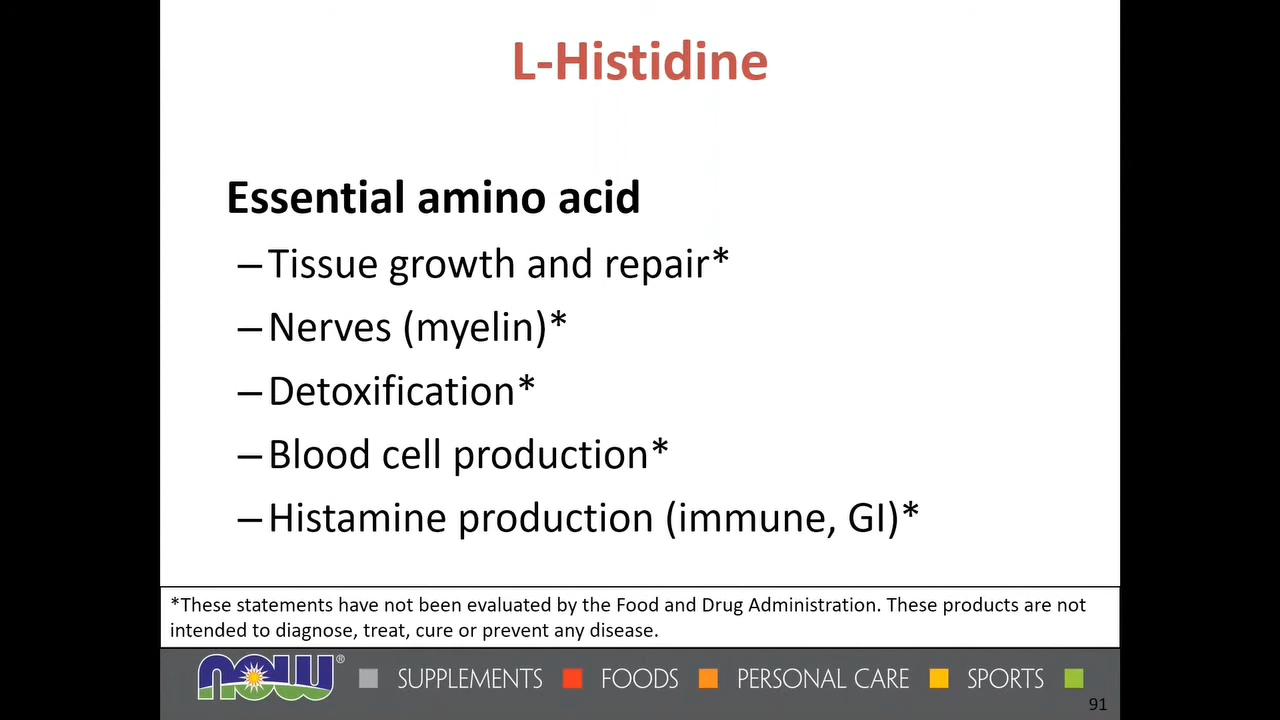 L-Histidine
Essential amino acid
–Tissue growth and repair*
–Nerves (myelin)*
–Detoxification*
–Blood cell production*
–Histamine production (immune, GI)*
*These statements have not been evaluated by the Food and Drug Administration. These products are not
intended to diagnose, treat, cure or prevent any disease.
now® SUPPLEMENTS FOODS PERSONAL CARE SPORTS
91